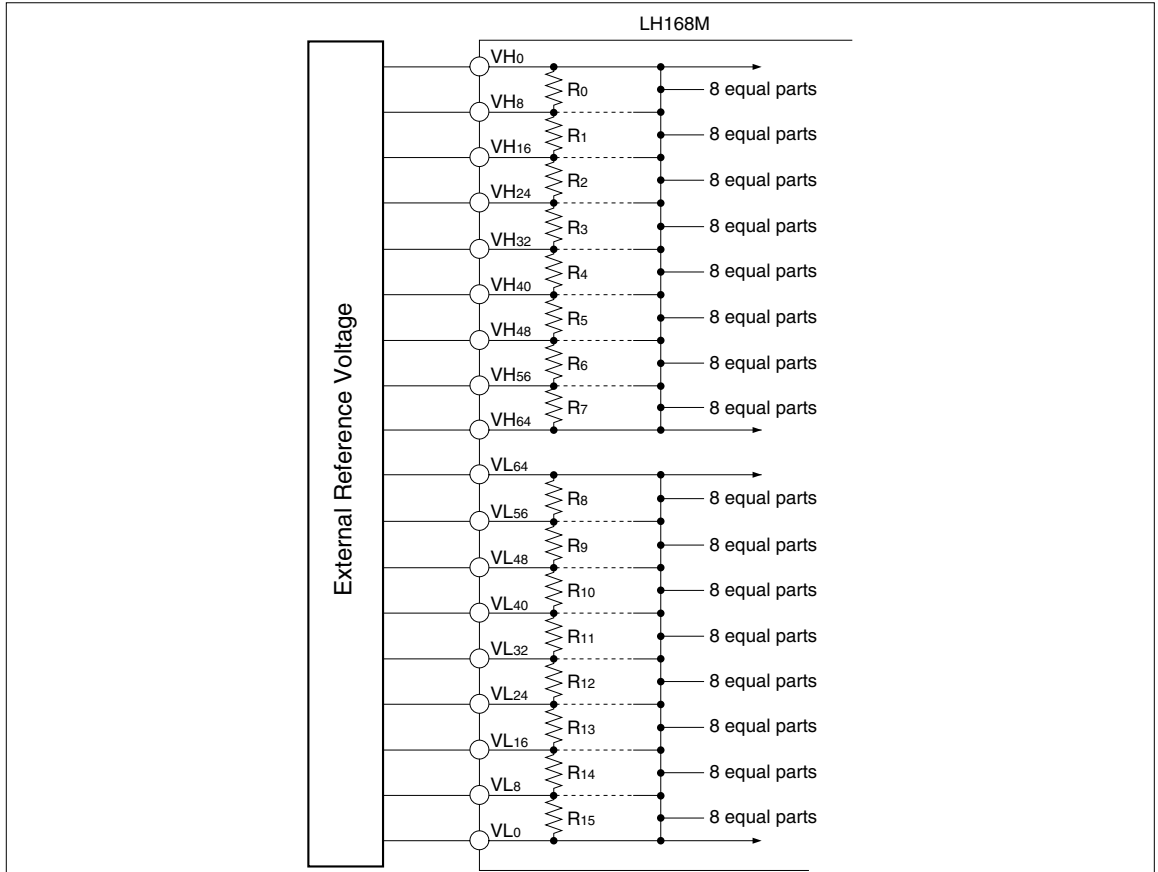 LH168M
External Reference Voltage
VH0
R0
8 equal parts
VH8
R1
8 equal parts
VH16
R2
8 equal parts
VH24
R3
8 equal parts
VH32
R4
8 equal parts
VH40
R5
8 equal parts
VH48
R6
8 equal parts
VH56
R7
8 equal parts
VH64
VL64
R8
8 equal parts
VL56
R9
8 equal parts
VL48
R10
8 equal parts
VL40
R11
8 equal parts
VL32
R12
8 equal parts
VL24
R13
8 equal parts
VL16
R14
8 equal parts
VL8
R15
8 equal parts
VL0